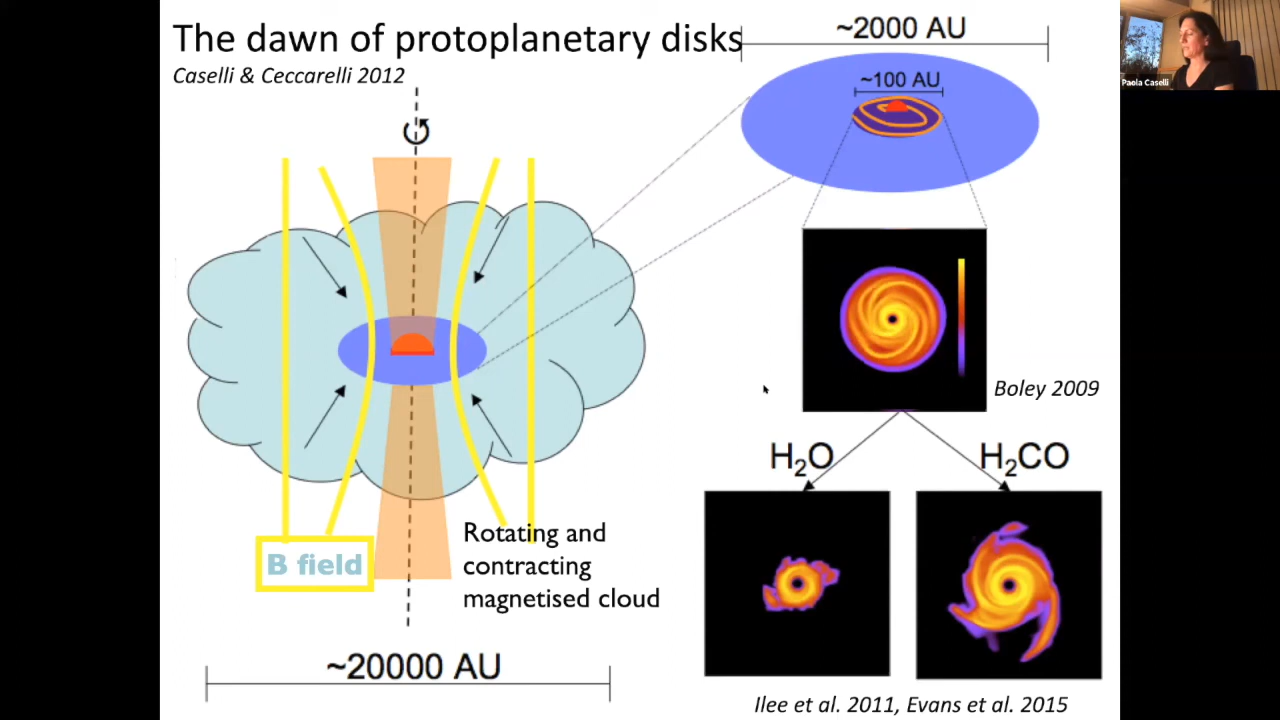 The dawn of protoplanetary disks
Caselli & Ceccarelli 2012
~2000 AU
~100 AU
Paola Caselli
Boley 2009
H₂O
H₂CO
B field
Rotating and
contracting
magnetised cloud
~20000 AU
Ilee et al. 2011, Evans et al. 2015